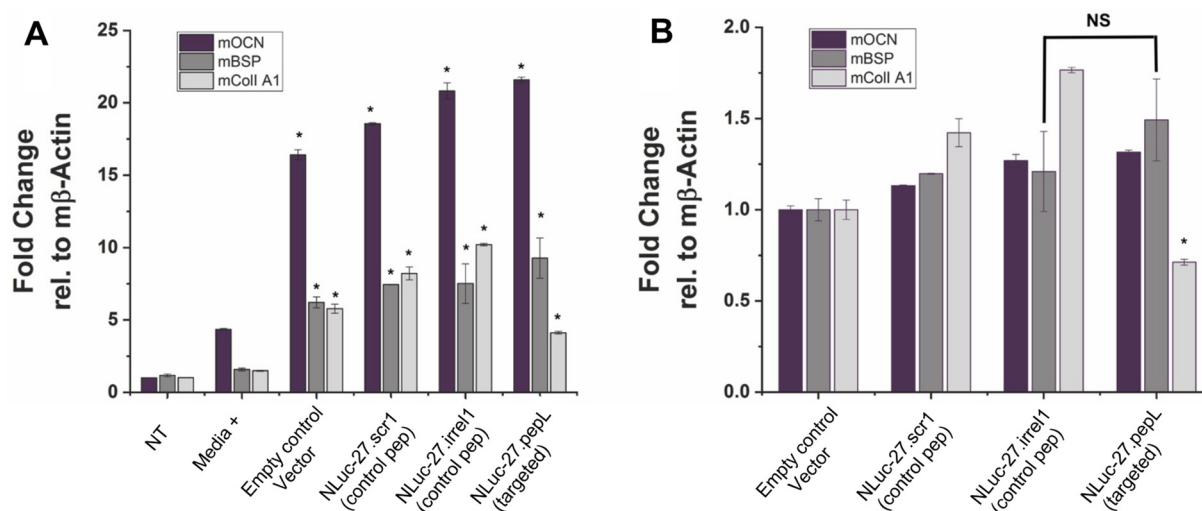 A
Fold Change
rel. to mβ-Actin
25
20
15
10
5
0
mOCN
mBSP
mColl A1
*
*
*
*
*
*
*
*
*
*
*
*
NT
Media +
Empty control
Vector
NLuc-27.scr1
(control pep)
NLuc-27.irrel1
(control pep)
NLuc-27.pepL
(targeted)
B
Fold Change
rel. to mβ-Actin
2.0
1.5
1.0
0.5
0.0
mOCN
mBSP
mColl A1
NS
*
Empty control
Vector
NLuc-27.scr1
(control pep)
NLuc-27.irrel1
(control pep)
NLuc-27.pepL
(targeted)